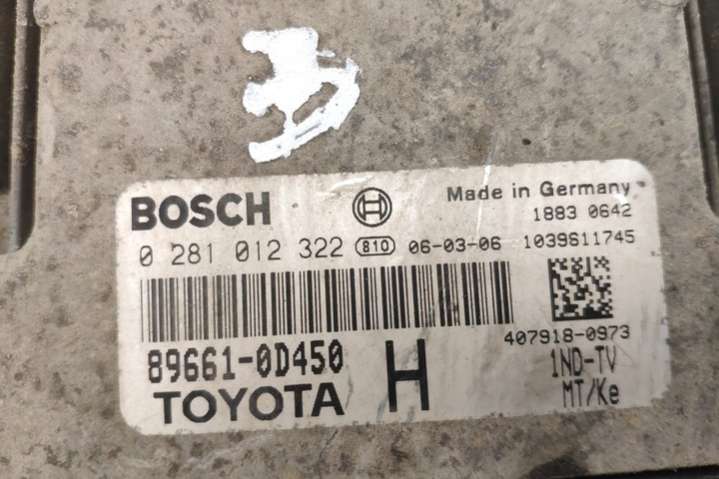 BOSCH Made in Germany
1883 0642
0 281 012 322 810 06-03-06 1039S11745
407918-0973
89661-0D450 1ND-TV
TOYOTA H MT/Ke